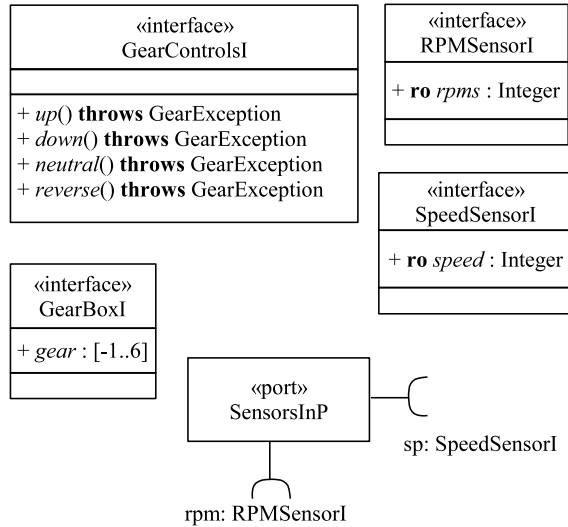 «interface»
GearControlsI
+ up() throws GearException
+ down() throws GearException
+ neutral() throws GearException
+ reverse() throws GearException
«interface»
RPMSensorI
+ ro rpms : Integer
«interface»
SpeedSensorI
+ ro speed : Integer
«interface»
GearBoxI
+ gear : [-1..6]
«port»
SensorsInP
sp: SpeedSensorI
rpm: RPMSensorI